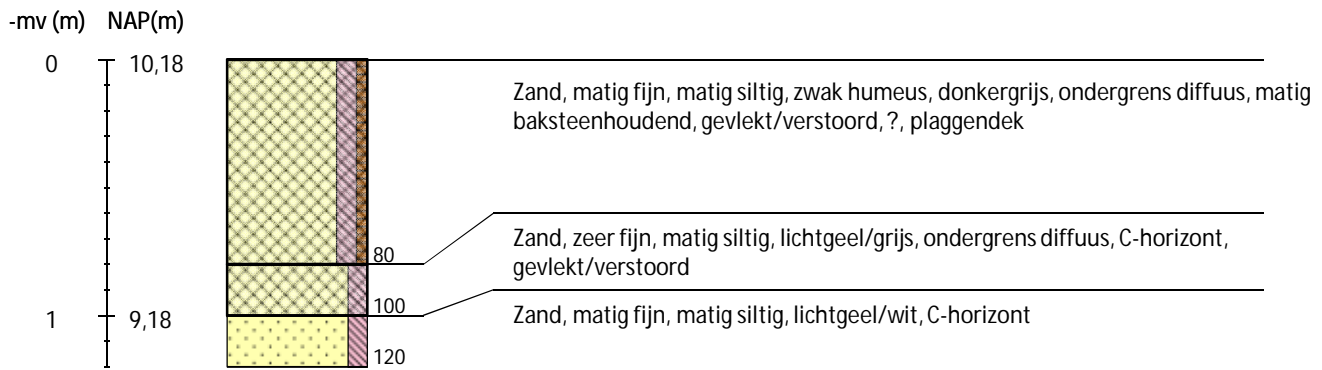 -mv (m) NAP(m)
0 10,18
Zand, matig fijn, matig siltig, zwak humeus, donkergrijs, ondergrens diffuus, matig
baksteenhoudend, gevlekt/verstoord, ?, plaggendek
80
Zand, zeer fijn, matig siltig, lichtgeel/grijs, ondergrens diffuus, C-horizont,
gevlekt/verstoord
100
1 9,18
Zand, matig fijn, matig siltig, lichtgeel/wit, C-horizont
120